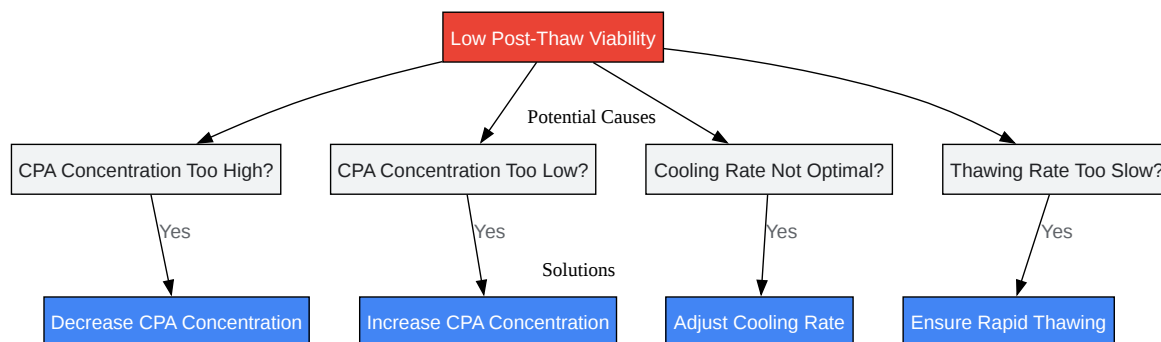 Low Post-Thaw Viability
Potential Causes
CPA Concentration Too High?
CPA Concentration Too Low?
Cooling Rate Not Optimal?
Thawing Rate Too Slow?
Yes
Yes
Yes
Yes
Solutions
Decrease CPA Concentration
Increase CPA Concentration
Adjust Cooling Rate
Ensure Rapid Thawing